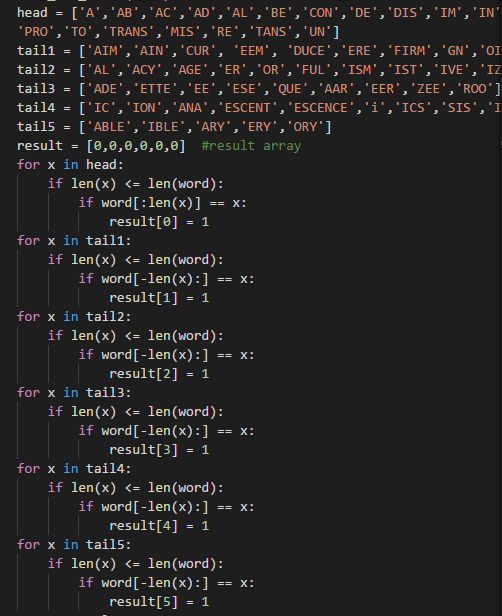 head = ['A','AB','AC','AD','AL','BE','CON','DE','DIS','IM','IN'
'PRO','TO','TRANS','MIS','RE','TANS','UN']
tail1 = ['AIM','AIN','CUR', 'EEM', 'DUCE','ERE','FIRM','GN','OI
tail2 = ['AL','ACY','AGE','ER','OR','FUL','ISM','IST','IVE','IZ
tail3 = ['ADE','ETTE','EE','ESE','QUE','AAR','EER','ZEE','ROO']
tail4 = ['IC','ION','ANA','ESCENT','ESCENCE','i','ICS','SIS','I
tail5 = ['ABLE','IBLE','ARY','ERY','ORY']
result = [0,0,0,0,0,0]  #result array
for x in head:
    if len(x) <= len(word):
        if word[:len(x)] == x:
            result[0] = 1
for x in tail1:
    if len(x) <= len(word):
        if word[-len(x):] == x:
            result[1] = 1
for x in tail2:
    if len(x) <= len(word):
        if word[-len(x):] == x:
            result[2] = 1
for x in tail3:
    if len(x) <= len(word):
        if word[-len(x):] == x:
            result[3] = 1
for x in tail4:
    if len(x) <= len(word):
        if word[-len(x):] == x:
            result[4] = 1
for x in tail5:
    if len(x) <= len(word):
        if word[-len(x):] == x:
            result[5] = 1